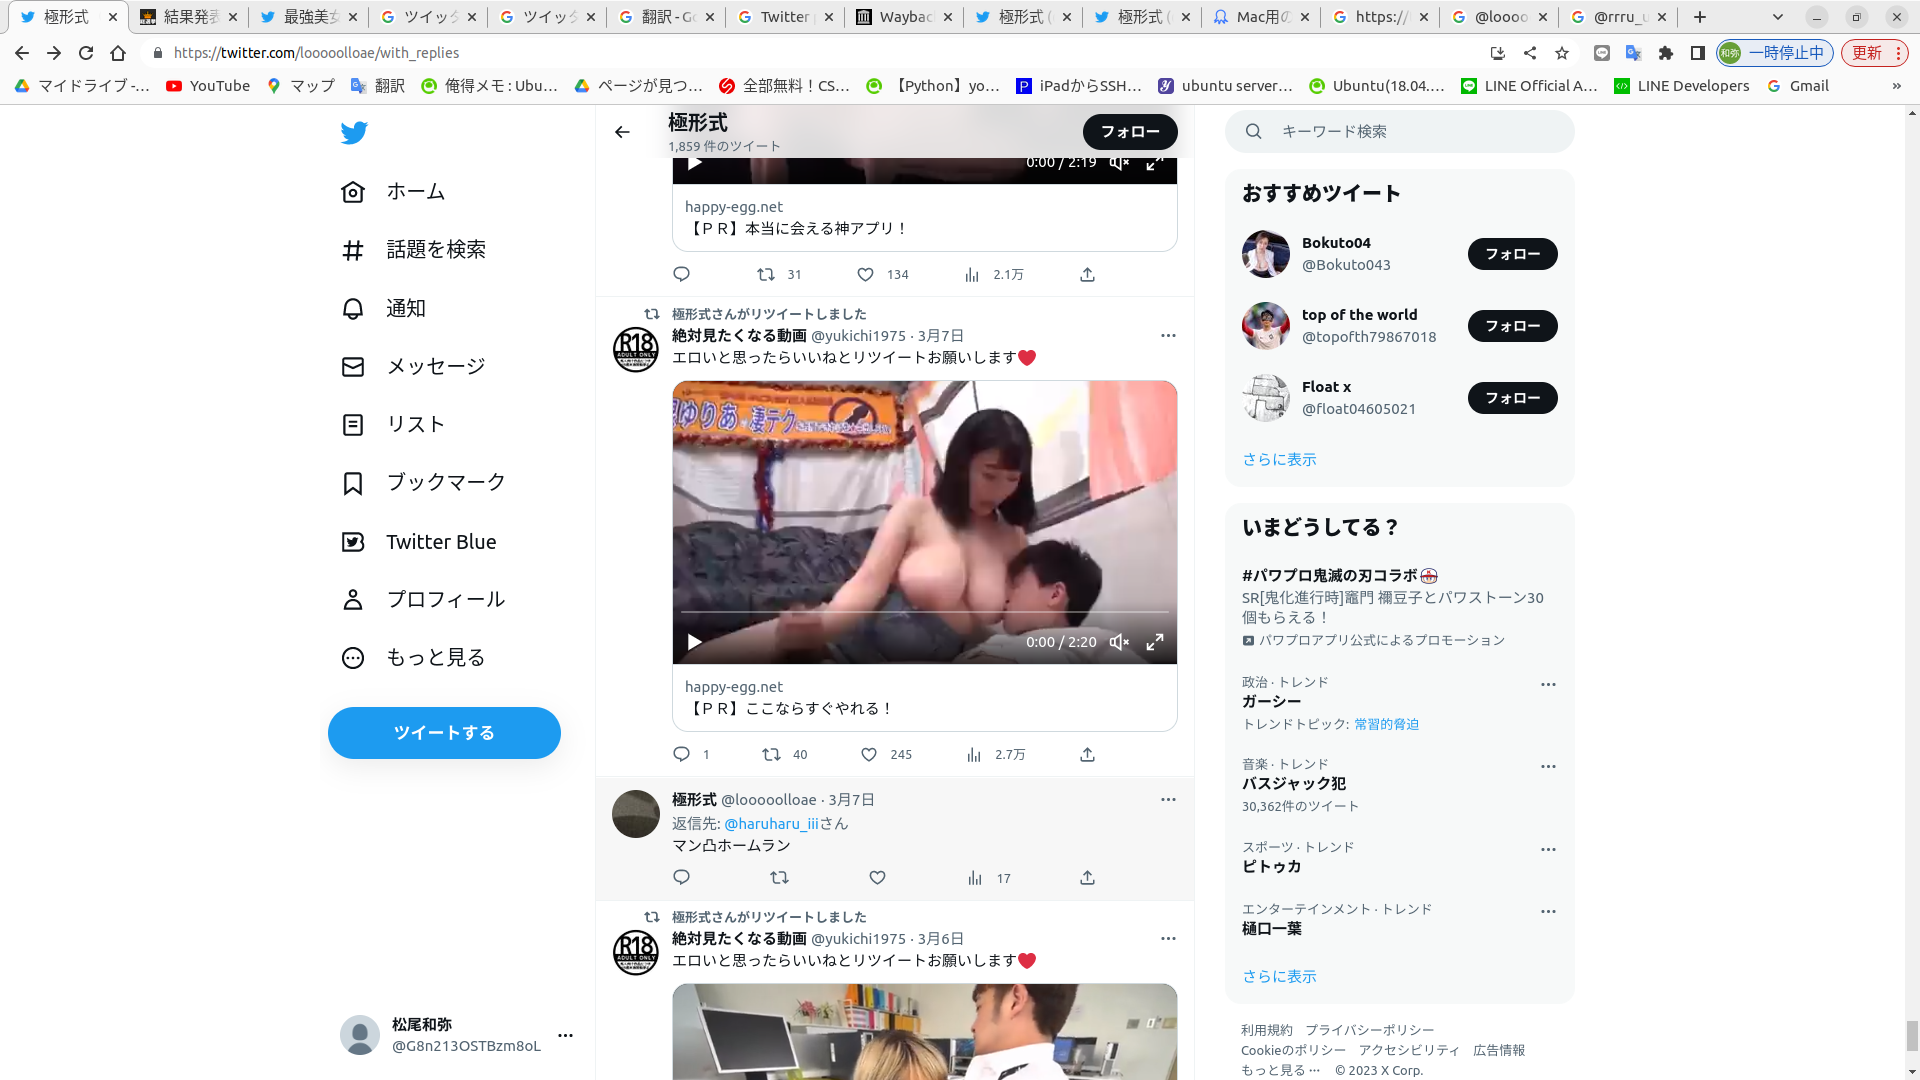 極形式
結果発表
最強美女
ツイッタ
ツイッタ
翻訳 - Go
Twitter p
Waybac
極形式 (
極形式 (
Mac用の
https://
@loooo
@rrru_u
https://twitter.com/looooolloae/with_replies
和弥
一時停止中
更新
マイドライブ -...
YouTube
マップ
翻訳
俺得メモ : Ubu...
ページが見つ...
全部無料！CS...
【Python】yo...
iPadからSSH...
ubuntu server...
Ubuntu(18.04....
LINE Official A...
LINE Developers
Gmail
»
ホーム
話題を検索
通知
メッセージ
リスト
ブックマーク
Twitter Blue
プロフィール
もっと見る
ツイートする
松尾和弥
@G8n213OSTBzm8oL
極形式
1,859 件のツイート
フォロー
0:00 / 2:19
happy-egg.net
【ＰＲ】本当に会える神アプリ！
31
134
2.1万
極形式さんがリツイートしました
R18
ADULT ONLY
絶対見たくなる動画 @yukichi1975 · 3月7日
エロいと思ったらいいねとリツイートお願いします❤
ゆりあ 凄テク
0:00 / 2:20
happy-egg.net
【ＰＲ】ここならすぐやれる！
1
40
245
2.7万
極形式 @looooolloae · 3月7日
返信先: @haruharu_iiiさん
マン凸ホームラン
17
極形式さんがリツイートしました
R18
ADULT ONLY
絶対見たくなる動画 @yukichi1975 · 3月6日
エロいと思ったらいいねとリツイートお願いします❤
キーワード検索
おすすめツイート
Bokuto04
@Bokuto043
フォロー
top of the world
@topofth79867018
フォロー
Float x
@float04605021
フォロー
さらに表示
いまどうしてる？
#パワプロ鬼滅の刃コラボ
SR[鬼化進行時]竈門 禰豆子とパワストーン30
個もらえる！
パワプロアプリ公式によるプロモーション
政治 · トレンド
ガーシー
トレンドトピック: 常習的脅迫
音楽 · トレンド
バスジャック犯
30,362件のツイート
スポーツ · トレンド
ピトゥカ
エンターテインメント · トレンド
樋口一葉
さらに表示
利用規約 プライバシーポリシー
Cookieのポリシー アクセシビリティ 広告情報
もっと見る ··· © 2023 X Corp.